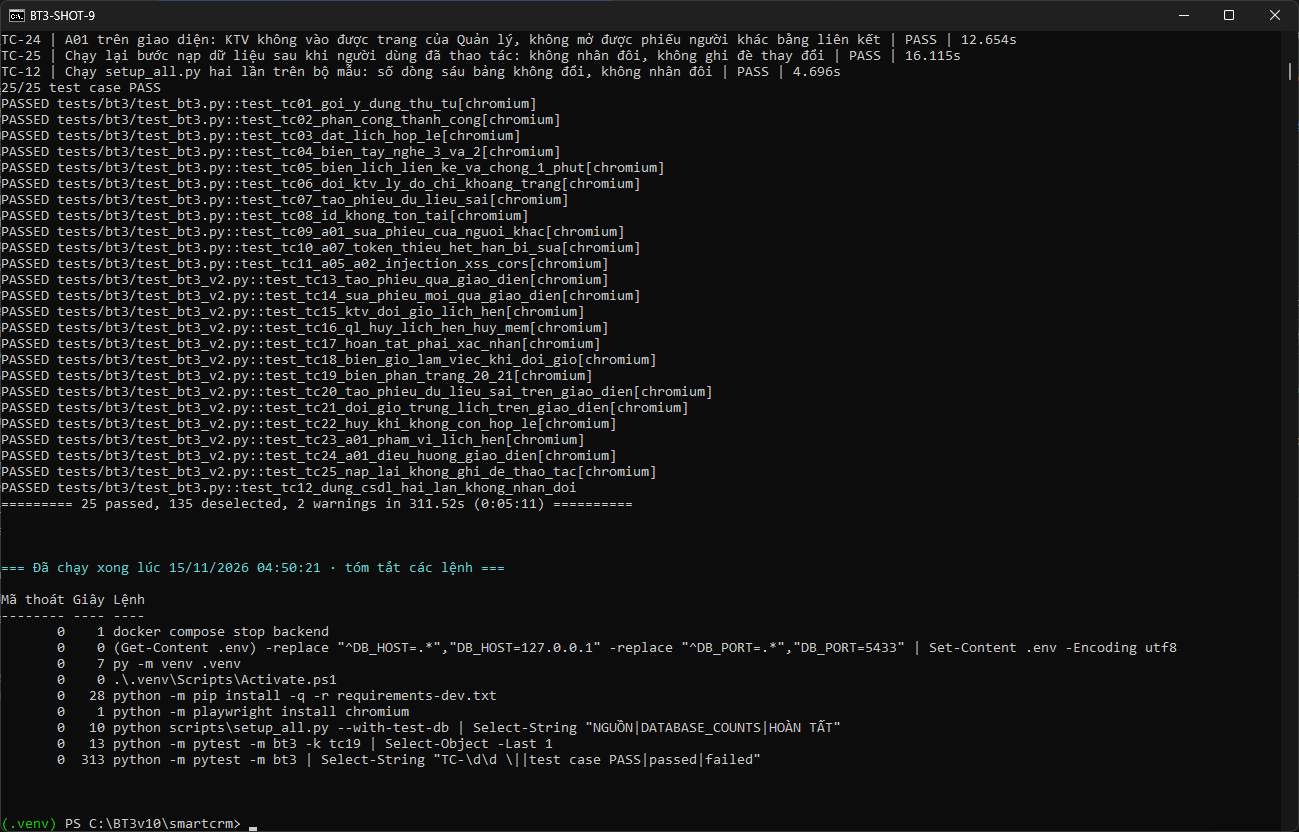 BT3-SHOT-9
TC-24 | A01 trên giao diện: KTV không vào được trang của Quản lý, không mở được phiếu người khác bằng liên kết | PASS | 12.654s
TC-25 | Chạy lại bước nạp dữ liệu sau khi người dùng đã thao tác: không nhân đôi, không ghi đè thay đổi | PASS | 16.115s
TC-12 | Chạy setup_all.py hai lần trên bộ mẫu: số dòng sáu bảng không đổi, không nhân đôi | PASS | 4.696s
25/25 test case PASS
PASSED tests/bt3/test_bt3.py::test_tc01_goi_y_dung_thu_tu[chromium]
PASSED tests/bt3/test_bt3.py::test_tc02_phan_cong_thanh_cong[chromium]
PASSED tests/bt3/test_bt3.py::test_tc03_dat_lich_hop_le[chromium]
PASSED tests/bt3/test_bt3.py::test_tc04_bien_tay_nghe_3_va_2[chromium]
PASSED tests/bt3/test_bt3.py::test_tc05_bien_lich_lien_ke_va_chong_1_phut[chromium]
PASSED tests/bt3/test_bt3.py::test_tc06_doi_ktv_ly_do_chi_khoang_trang[chromium]
PASSED tests/bt3/test_bt3.py::test_tc07_tao_phieu_du_lieu_sai[chromium]
PASSED tests/bt3/test_bt3.py::test_tc08_id_khong_ton_tai[chromium]
PASSED tests/bt3/test_bt3.py::test_tc09_a01_sua_phieu_cua_nguoi_khac[chromium]
PASSED tests/bt3/test_bt3.py::test_tc10_a07_token_thieu_het_han_bi_sua[chromium]
PASSED tests/bt3/test_bt3.py::test_tc11_a05_a02_injection_xss_cors[chromium]
PASSED tests/bt3/test_bt3_v2.py::test_tc13_tao_phieu_qua_giao_dien[chromium]
PASSED tests/bt3/test_bt3_v2.py::test_tc14_sua_phieu_moi_qua_giao_dien[chromium]
PASSED tests/bt3/test_bt3_v2.py::test_tc15_ktv_doi_gio_lich_hen[chromium]
PASSED tests/bt3/test_bt3_v2.py::test_tc16_ql_huy_lich_hen_huy_mem[chromium]
PASSED tests/bt3/test_bt3_v2.py::test_tc17_hoan_tat_phai_xac_nhan[chromium]
PASSED tests/bt3/test_bt3_v2.py::test_tc18_bien_gio_lam_viec_khi_doi_gio[chromium]
PASSED tests/bt3/test_bt3_v2.py::test_tc19_bien_phan_trang_20_21[chromium]
PASSED tests/bt3/test_bt3_v2.py::test_tc20_tao_phieu_du_lieu_sai_tren_giao_dien[chromium]
PASSED tests/bt3/test_bt3_v2.py::test_tc21_doi_gio_trung_lich_tren_giao_dien[chromium]
PASSED tests/bt3/test_bt3_v2.py::test_tc22_huy_khi_khong_con_hop_le[chromium]
PASSED tests/bt3/test_bt3_v2.py::test_tc23_a01_pham_vi_lich_hen[chromium]
PASSED tests/bt3/test_bt3_v2.py::test_tc24_a01_dieu_huong_giao_dien[chromium]
PASSED tests/bt3/test_bt3_v2.py::test_tc25_nap_lai_khong_ghi_de_thao_tac[chromium]
PASSED tests/bt3/test_bt3_v2.py::test_tc12_dung_csdl_hai_lan_khong_nhan_doi
========= 25 passed, 135 deselected, 2 warnings in 311.52s (0:05:11) ==========
=== Đã chạy xong lúc 15/11/2026 04:50:21 · tóm tắt các lệnh ===
Mã thoát Giây Lệnh
-------- ---- ----
0 1 docker compose stop backend
0 0 (Get-Content .env) -replace "^DB_HOST=.*","DB_HOST=127.0.0.1" -replace "^DB_PORT=.*","DB_PORT=5433" | Set-Content .env -Encoding utf8
0 7 py -m venv .venv
0 0 .\.venv\Scripts\Activate.ps1
0 28 python -m pip install -q -r requirements-dev.txt
0 1 python -m playwright install chromium
0 10 python scripts\setup_all.py --with-test-db | Select-String "NGUỒN|DATABASE_COUNTS|HOÀN TẤT"
0 13 python -m pytest -m bt3 -k tc19 | Select-Object -Last 1
0 313 python -m pytest -m bt3 | Select-String "TC-\d\d \||test case PASS|passed|failed"
(.venv) PS C:\BT3v10\smartcrm>